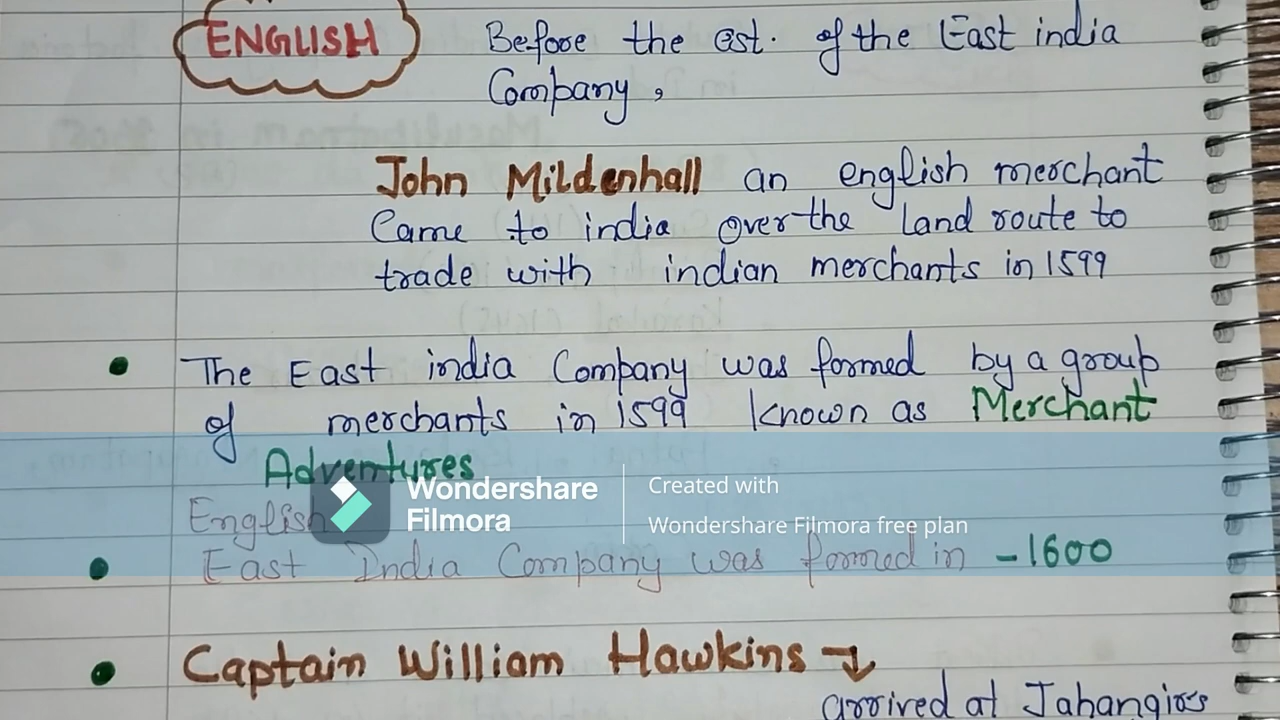 ENGLISH
Before the est. of the East india
Company,
John Mildenhall an english merchant
Came to india over the land route to
trade with indian merchants in 1599
The East india Company was formed by a group
of merchants in 1599 known as Merchant
Adventures
English
East India Company was formed in - 1600
Wondershare
Filmora
Created with
Wondershare Filmora free plan
Captain William Hawkins
arrived at Jahangirs